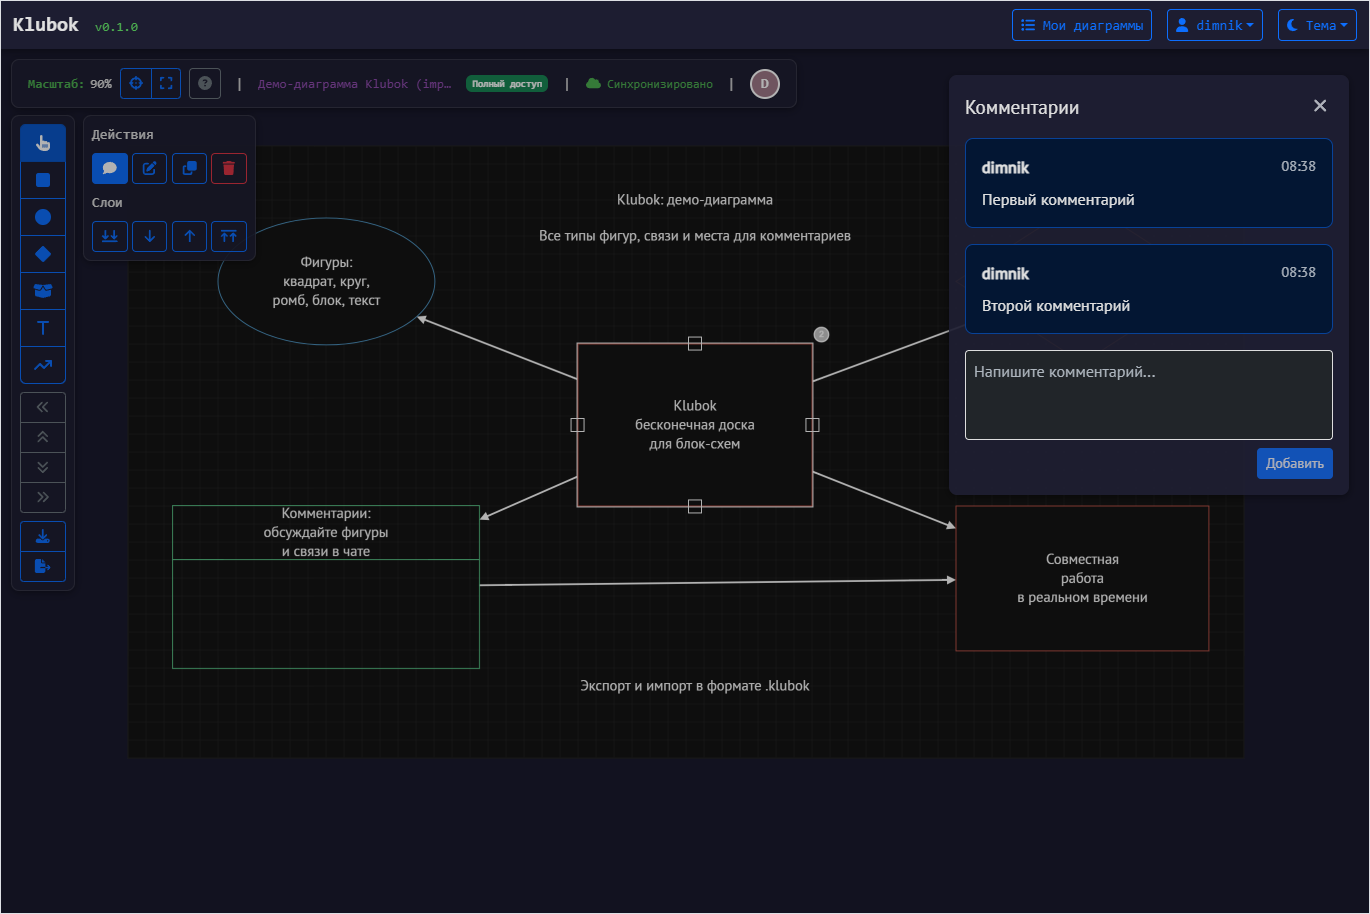 Klubok v0.1.0
Мои диаграммы
dimnik
Тема
Масштаб: 90%
?
|
Демо-диаграмма Klubok (imp…
Полный доступ
|
Синхронизировано
|
D
Действия
Слои
T
Klubok: демо-диаграмма
Все типы фигур, связи и места для комментариев
Фигуры:
квадрат, круг,
ромб, блок, текст
2
Klubok
бесконечная доска
для блок-схем
Комментарии:
обсуждайте фигуры
и связи в чате
Совместная
работа
в реальном времени
Экспорт и импорт в формате .klubok
Комментарии
dimnik 08:38
Первый комментарий
dimnik 08:38
Второй комментарий
Напишите комментарий...
Добавить